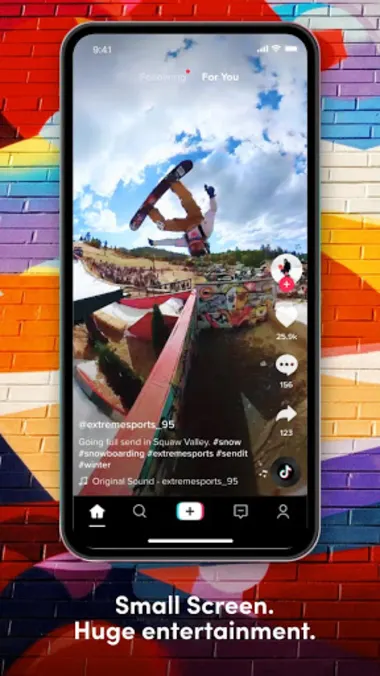 9:41
Following For You
25.9k
156
123
@extremesports_95
Going full send in Squaw Valley. #snow
#snowboarding #extremesports #sendit
#winter
Original Sound - extremesports_95
Small Screen.
Huge entertainment.